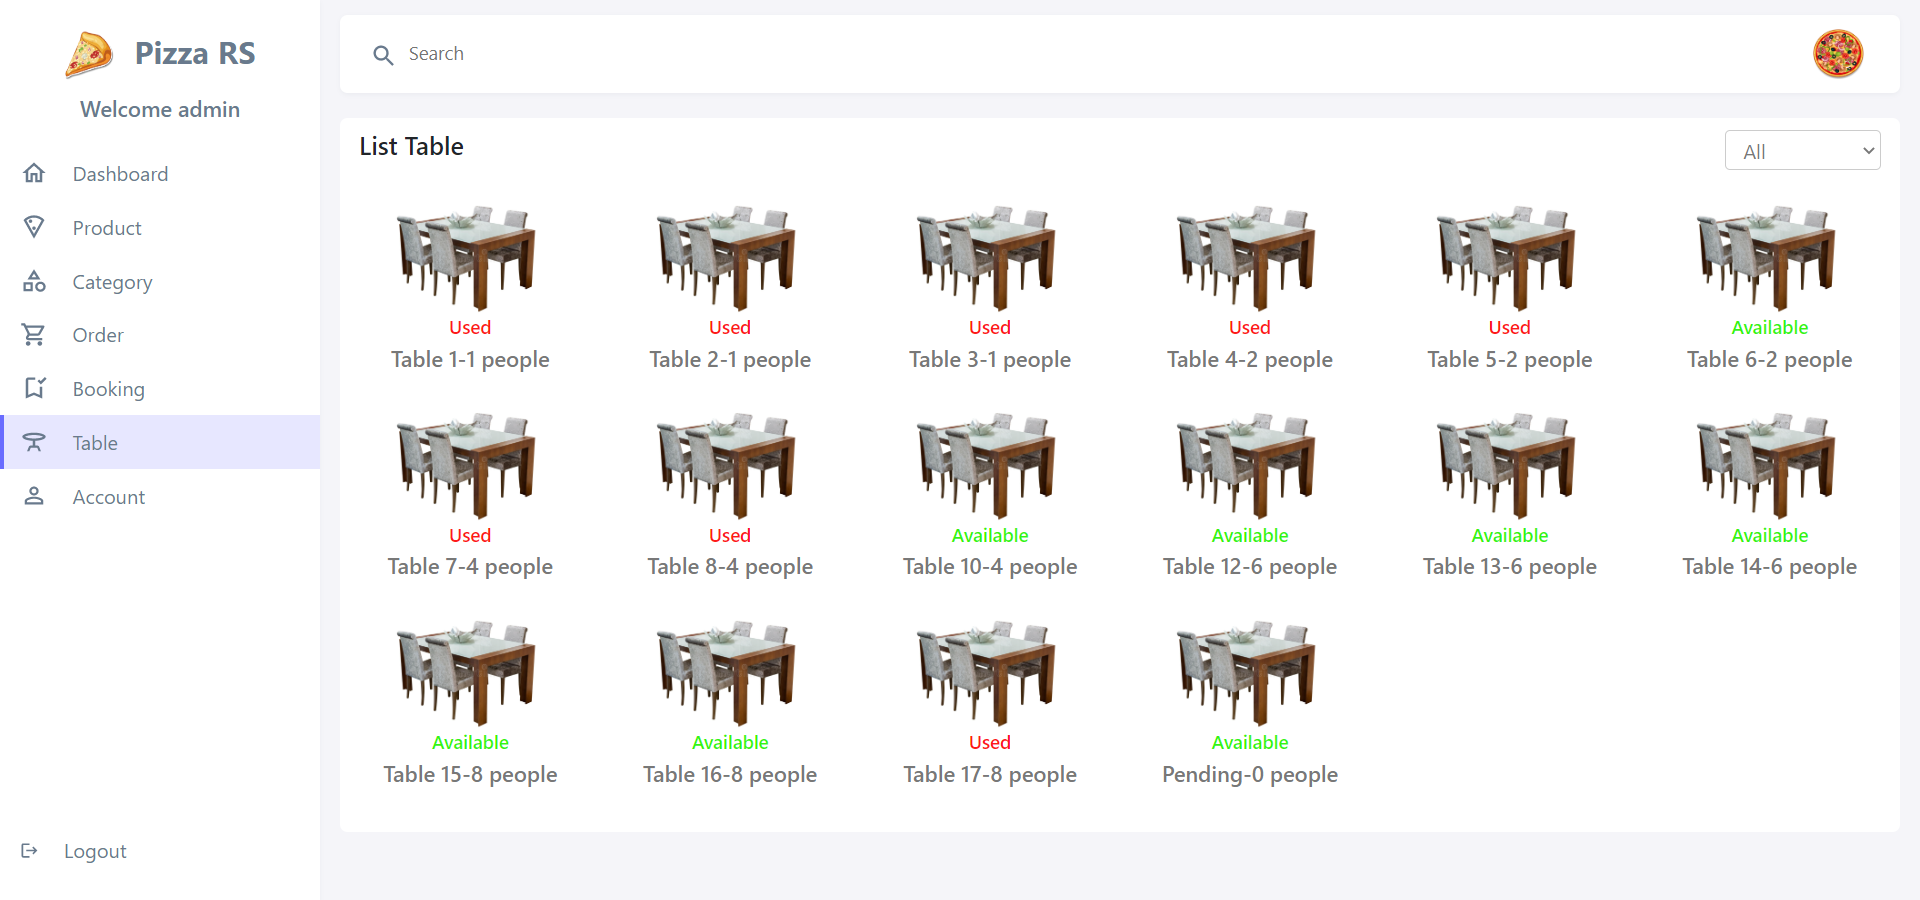 Pizza RS
Welcome admin
Dashboard
Product
Category
Order
Booking
Table
Account
Logout
Search
List Table
All
Used
Table 1-1 people
Used
Table 2-1 people
Used
Table 3-1 people
Used
Table 4-2 people
Used
Table 5-2 people
Available
Table 6-2 people
Used
Table 7-4 people
Used
Table 8-4 people
Available
Table 10-4 people
Available
Table 12-6 people
Available
Table 13-6 people
Available
Table 14-6 people
Available
Table 15-8 people
Available
Table 16-8 people
Used
Table 17-8 people
Available
Pending-0 people